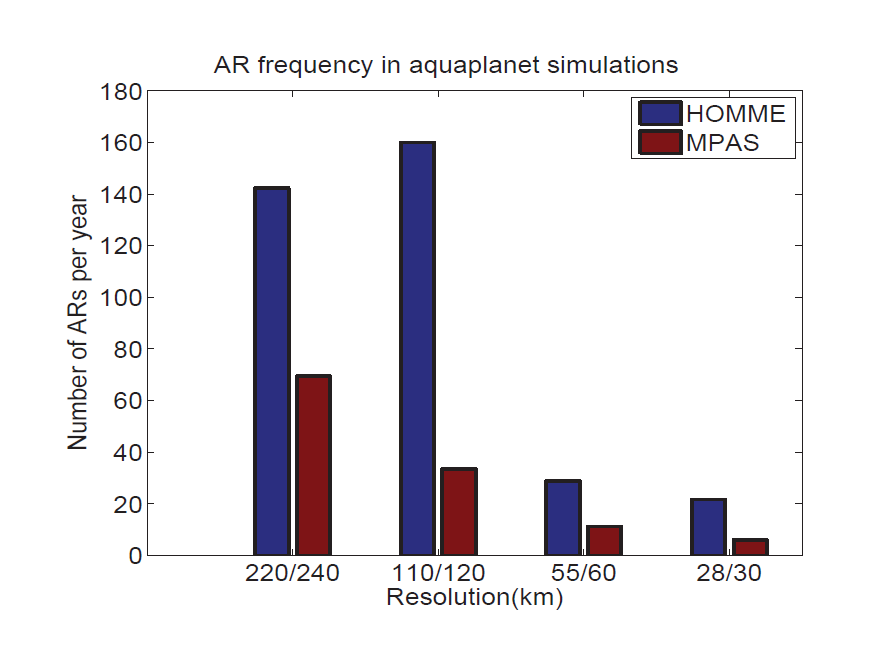 AR frequency in aquaplanet simulations
HOMME
MPAS
Number of ARs per year
180
160
140
120
100
80
60
40
20
0
220/240 110/120 55/60 28/30
Resolution(km)